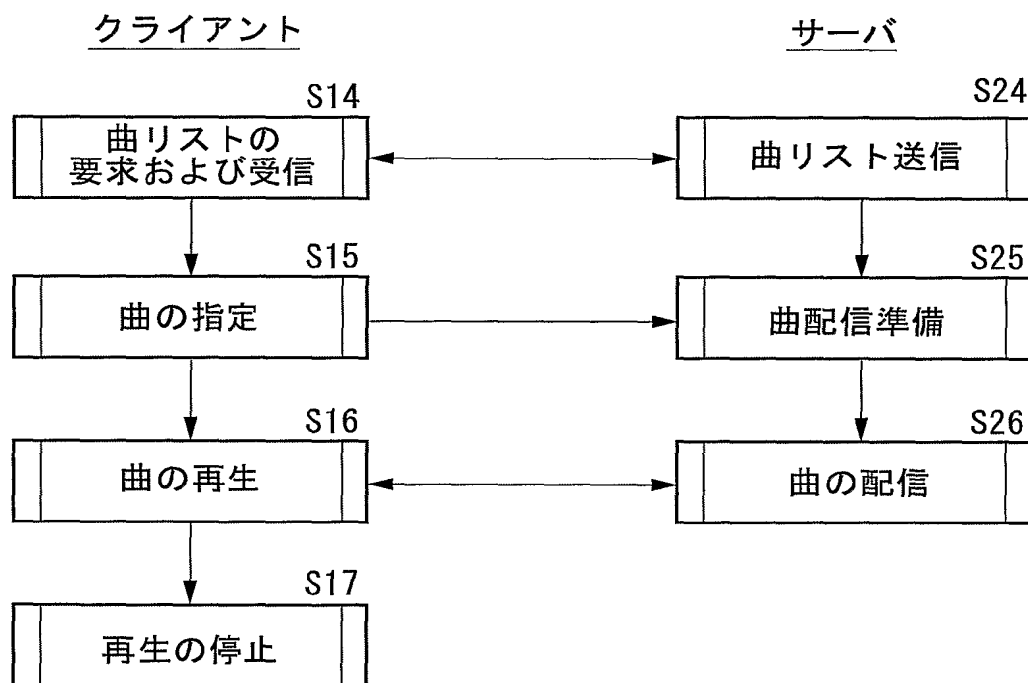 クライアント
サーバ
S14
S24
曲リストの
要求および受信
曲リスト送信
S15
S25
曲の指定
曲配信準備
S16
S26
曲の再生
曲の配信
S17
再生の停止